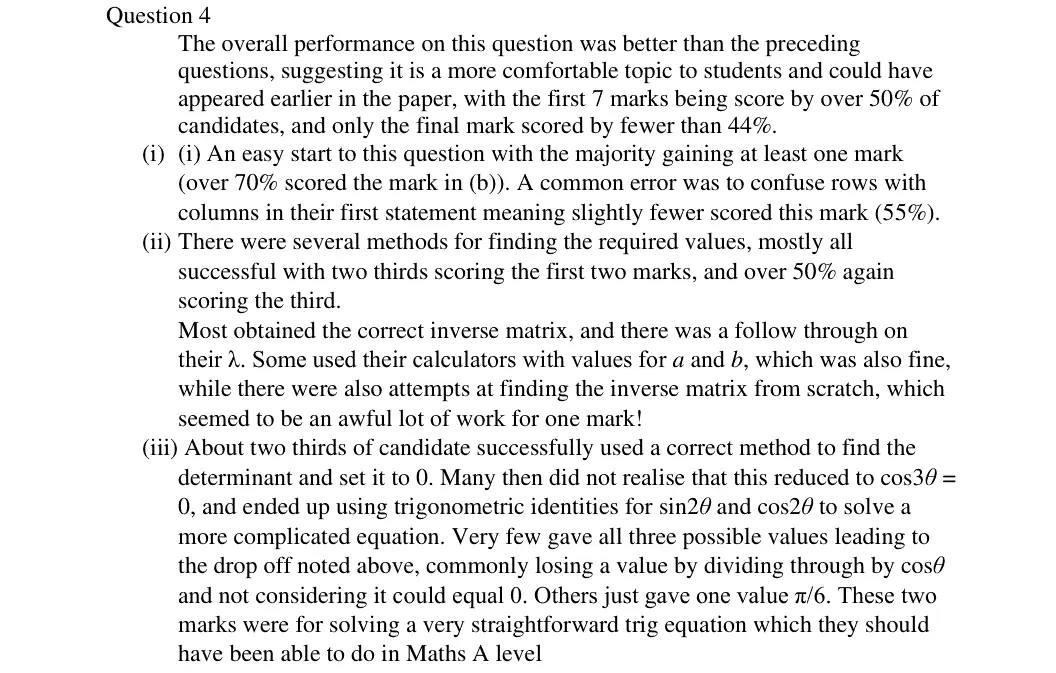 Question 4
The overall performance on this question was better than the preceding
questions, suggesting it is a more comfortable topic to students and could have
appeared earlier in the paper, with the first 7 marks being score by over 50% of
candidates, and only the final mark scored by fewer than 44%.
(i) (i) An easy start to this question with the majority gaining at least one mark
(over 70% scored the mark in (b)). A common error was to confuse rows with
columns in their first statement meaning slightly fewer scored this mark (55%).
(ii) There were several methods for finding the required values, mostly all
successful with two thirds scoring the first two marks, and over 50% again
scoring the third.
Most obtained the correct inverse matrix, and there was a follow through on
their λ. Some used their calculators with values for a and b, which was also fine,
while there were also attempts at finding the inverse matrix from scratch, which
seemed to be an awful lot of work for one mark!
(iii) About two thirds of candidate successfully used a correct method to find the
determinant and set it to 0. Many then did not realise that this reduced to cos3θ =
0, and ended up using trigonometric identities for sin2θ and cos2θ to solve a
more complicated equation. Very few gave all three possible values leading to
the drop off noted above, commonly losing a value by dividing through by cosθ
and not considering it could equal 0. Others just gave one value π/6. These two
marks were for solving a very straightforward trig equation which they should
have been able to do in Maths A level